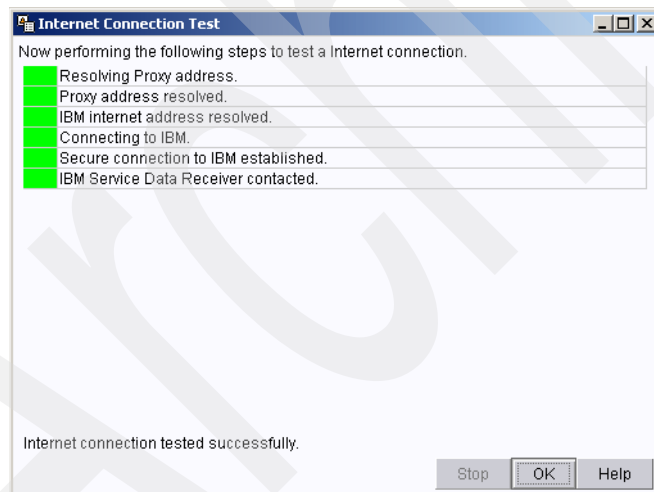 Internet Connection Test
Now performing the following steps to test a Internet connection.
Resolving Proxy address.
Proxy address resolved.
IBM internet address resolved.
Connecting to IBM.
Secure connection to IBM established.
IBM Service Data Receiver contacted.
Internet connection tested successfully.
Stop OK Help